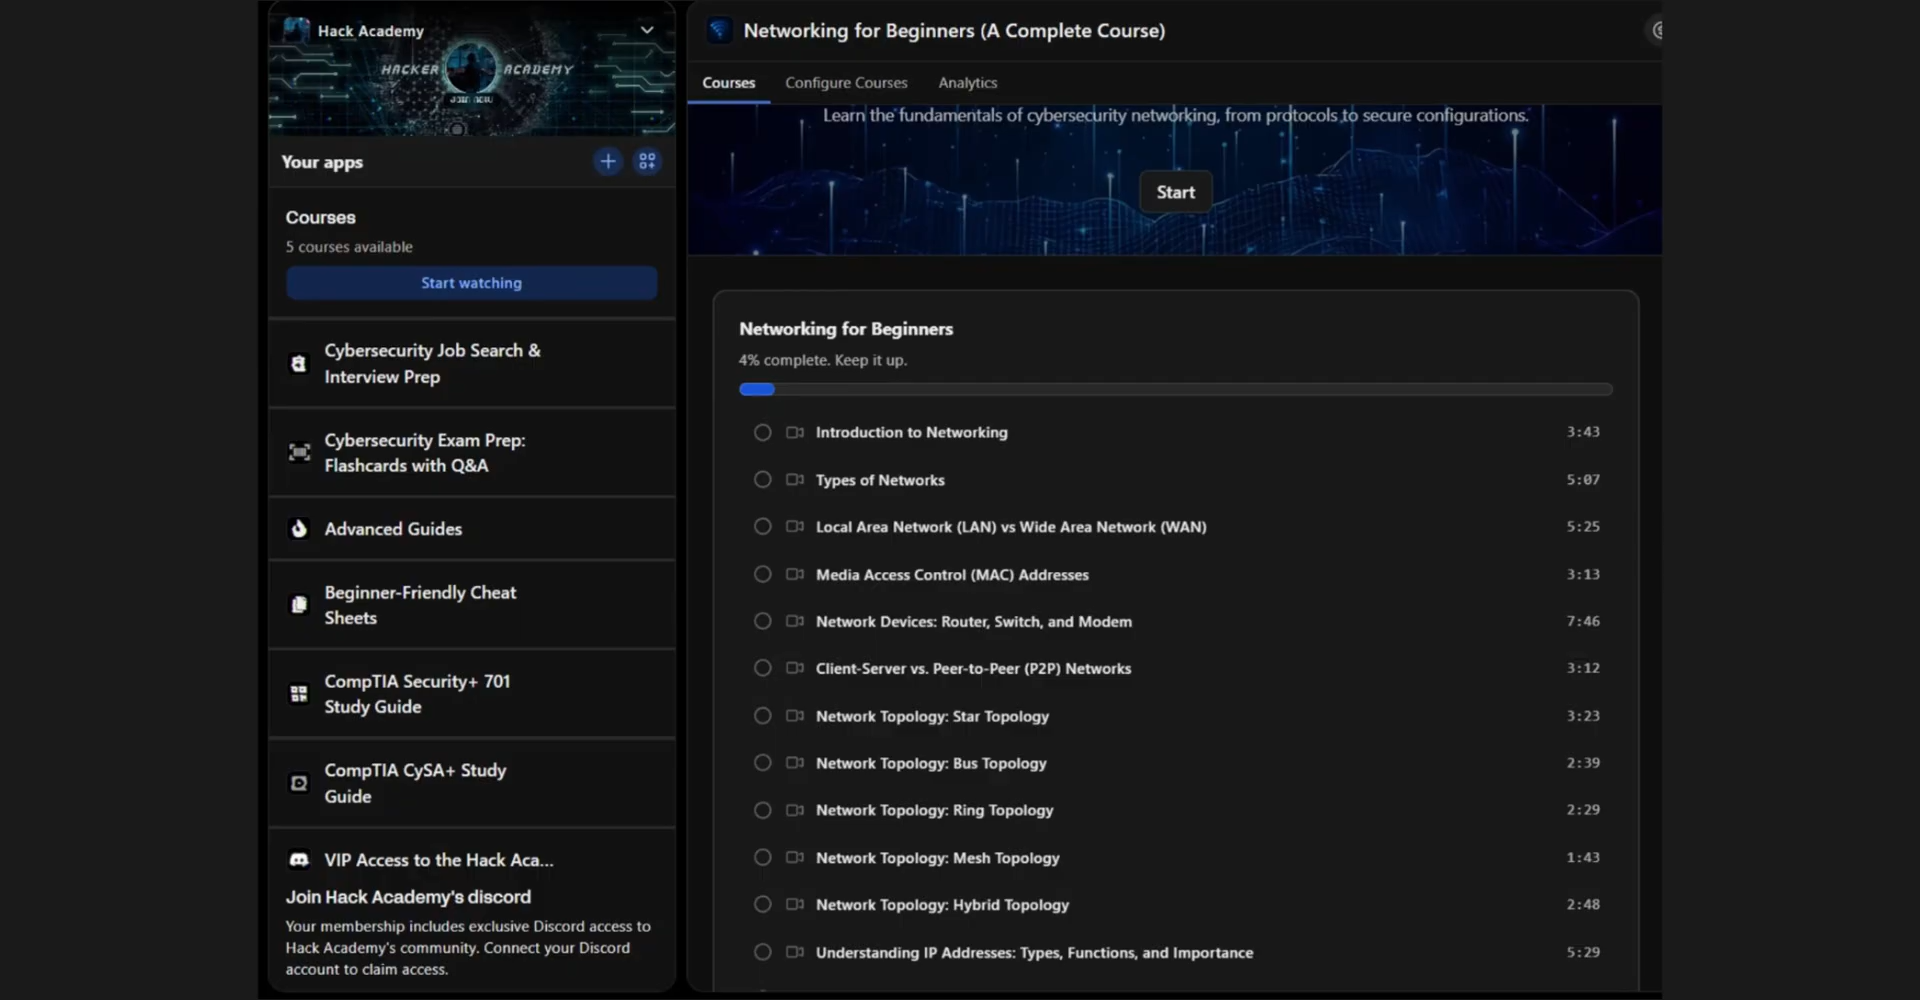 Hack Academy
HACKER ACADEMY
JOIN NOW
Your apps
Courses
5 courses available
Start watching
Cybersecurity Job Search &
Interview Prep
Cybersecurity Exam Prep:
Flashcards with Q&A
Advanced Guides
Beginner-Friendly Cheat
Sheets
CompTIA Security+ 701
Study Guide
CompTIA CySA+ Study
Guide
VIP Access to the Hack Aca...
Join Hack Academy's discord
Your membership includes exclusive Discord access to
Hack Academy's community. Connect your Discord
account to claim access.
Networking for Beginners (A Complete Course)
Courses Configure Courses Analytics
Learn the fundamentals of cybersecurity networking, from protocols to secure configurations.
Start
Networking for Beginners
4% complete. Keep it up.
Introduction to Networking 3:43
Types of Networks 5:07
Local Area Network (LAN) vs Wide Area Network (WAN) 5:25
Media Access Control (MAC) Addresses 3:13
Network Devices: Router, Switch, and Modem 7:46
Client-Server vs. Peer-to-Peer (P2P) Networks 3:12
Network Topology: Star Topology 3:23
Network Topology: Bus Topology 2:39
Network Topology: Ring Topology 2:29
Network Topology: Mesh Topology 1:43
Network Topology: Hybrid Topology 2:48
Understanding IP Addresses: Types, Functions, and Importance 5:29